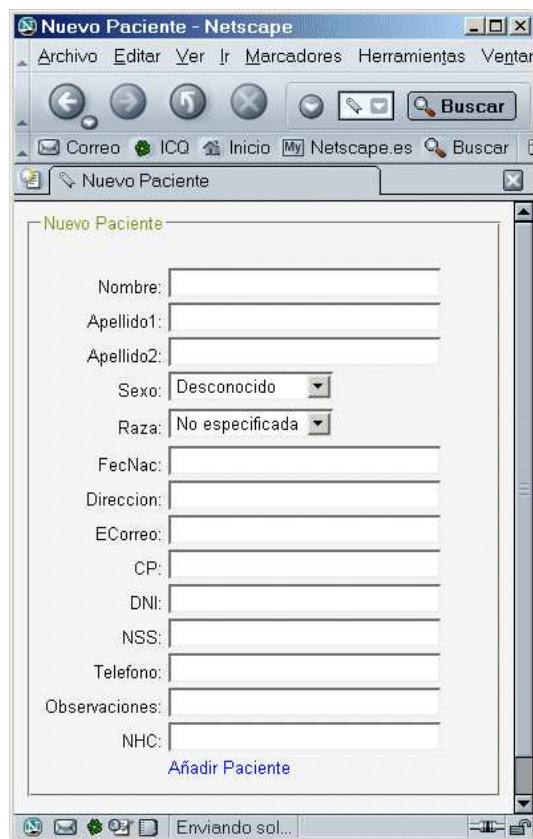 Nuevo Paciente - Netscape
Archivo Editar Ver Ir Marcadores Herramientas Ventan
Buscar
Correo ICQ Inicio My Netscape.es Buscar
Nuevo Paciente
Nuevo Paciente
Nombre:
Apellido1:
Apellido2:
Sexo: Desconocido
Raza: No especificada
FecNac:
Direccion:
ECorreo:
CP:
DNI:
NSS:
Telefono:
Observaciones:
NHC:
Añadir Paciente
Enviando sol...